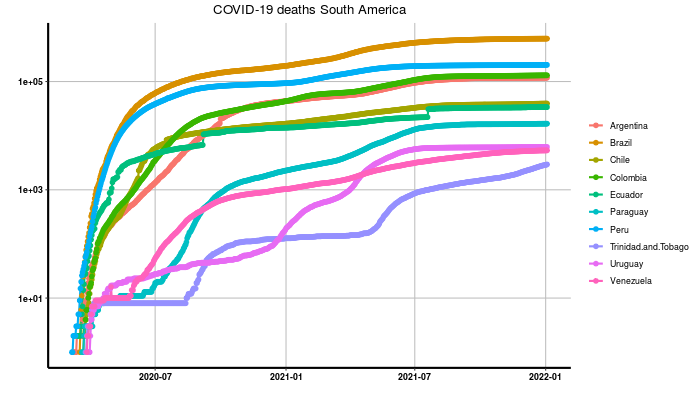 COVID-19 deaths South America
1e+05
1e+03
1e+01
2020-07
2021-01
2021-07
2022-01
Argentina
Brazil
Chile
Colombia
Ecuador
Paraguay
Peru
Trinidad.and.Tobago
Uruguay
Venezuela